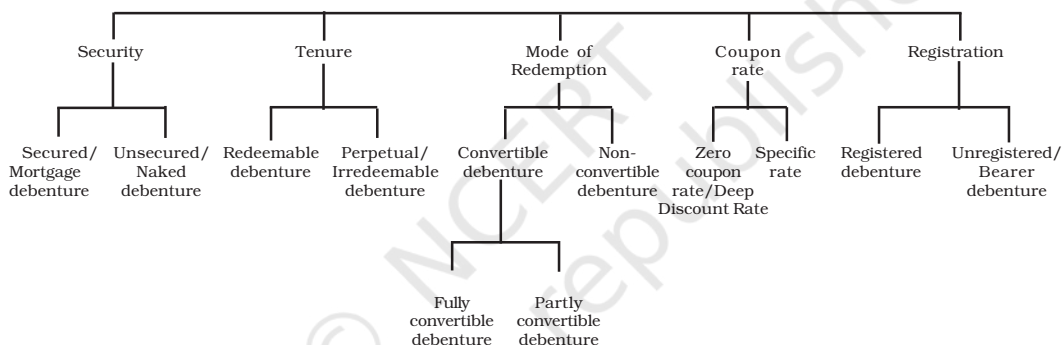 Security
Tenure
Mode of
Redemption
Coupon
rate
Registration
Secured/
Mortgage
debenture
Unsecured/
Naked
debenture
Redeemable
debenture
Perpetual/
Irredeemable
debenture
Convertible
debenture
Non-
convertible
debenture
Zero
coupon
rate/Deep
Discount Rate
Specific
rate
Registered
debenture
Unregistered/
Bearer
debenture
Fully
convertible
debenture
Partly
convertible
debenture
© NCERT
republishe